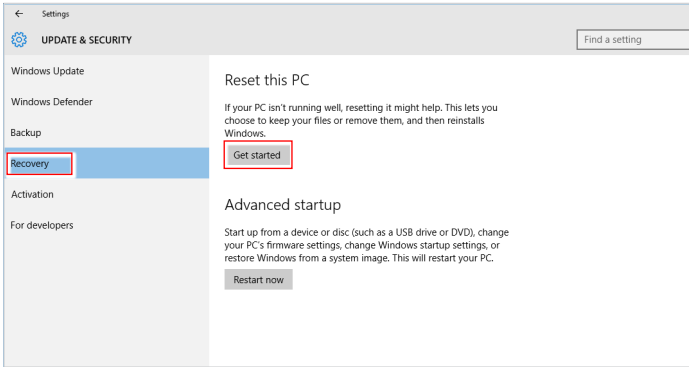 Settings
UPDATE & SECURITY
Find a setting
Windows Update
Windows Defender
Backup
Recovery
Activation
For developers
Reset this PC
If your PC isn't running well, resetting it might help. This lets you
choose to keep your files or remove them, and then reinstalls
Windows.
Get started
Advanced startup
Start up from a device or disc (such as a USB drive or DVD), change
your PC's firmware settings, change Windows startup settings, or
restore Windows from a system image. This will restart your PC.
Restart now